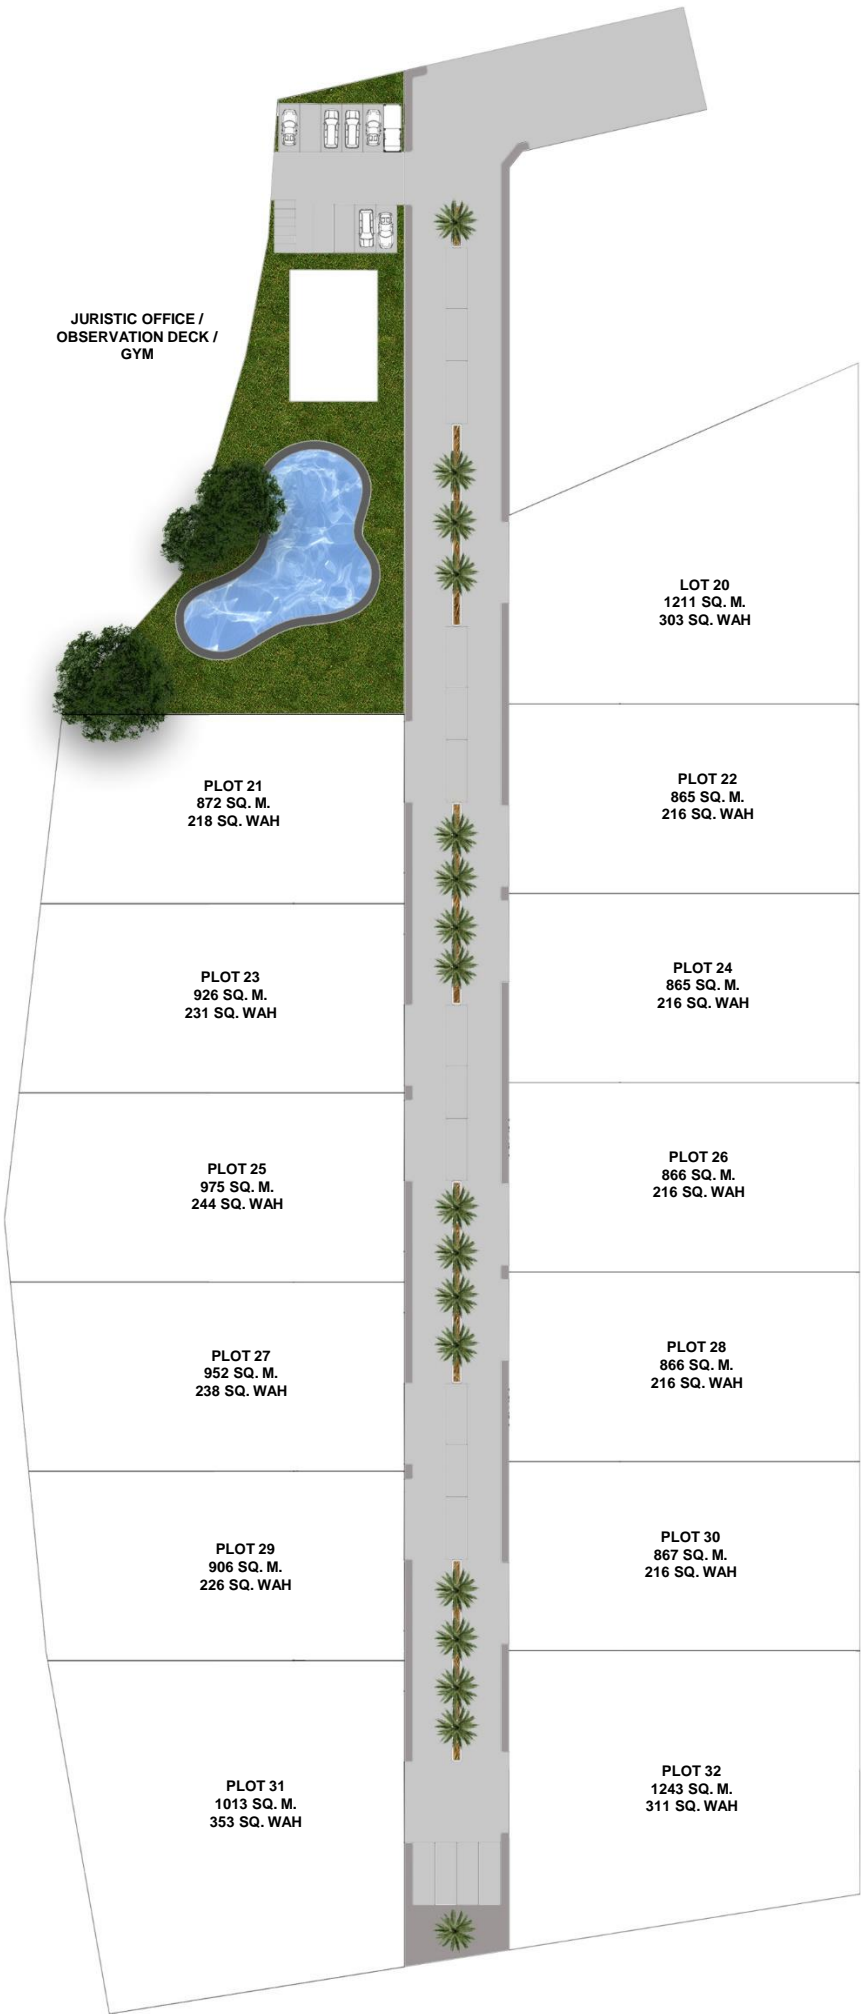 JURISTIC OFFICE /
OBSERVATION DECK /
GYM
LOT 20
1211 SQ. M.
303 SQ. WAH
PLOT 21
872 SQ. M.
218 SQ. WAH
PLOT 22
865 SQ. M.
216 SQ. WAH
PLOT 23
926 SQ. M.
231 SQ. WAH
PLOT 24
865 SQ. M.
216 SQ. WAH
PLOT 25
975 SQ. M.
244 SQ. WAH
PLOT 26
866 SQ. M.
216 SQ. WAH
PLOT 27
952 SQ. M.
238 SQ. WAH
PLOT 28
866 SQ. M.
216 SQ. WAH
PLOT 29
906 SQ. M.
226 SQ. WAH
PLOT 30
867 SQ. M.
216 SQ. WAH
PLOT 31
1013 SQ. M.
353 SQ. WAH
PLOT 32
1243 SQ. M.
311 SQ. WAH